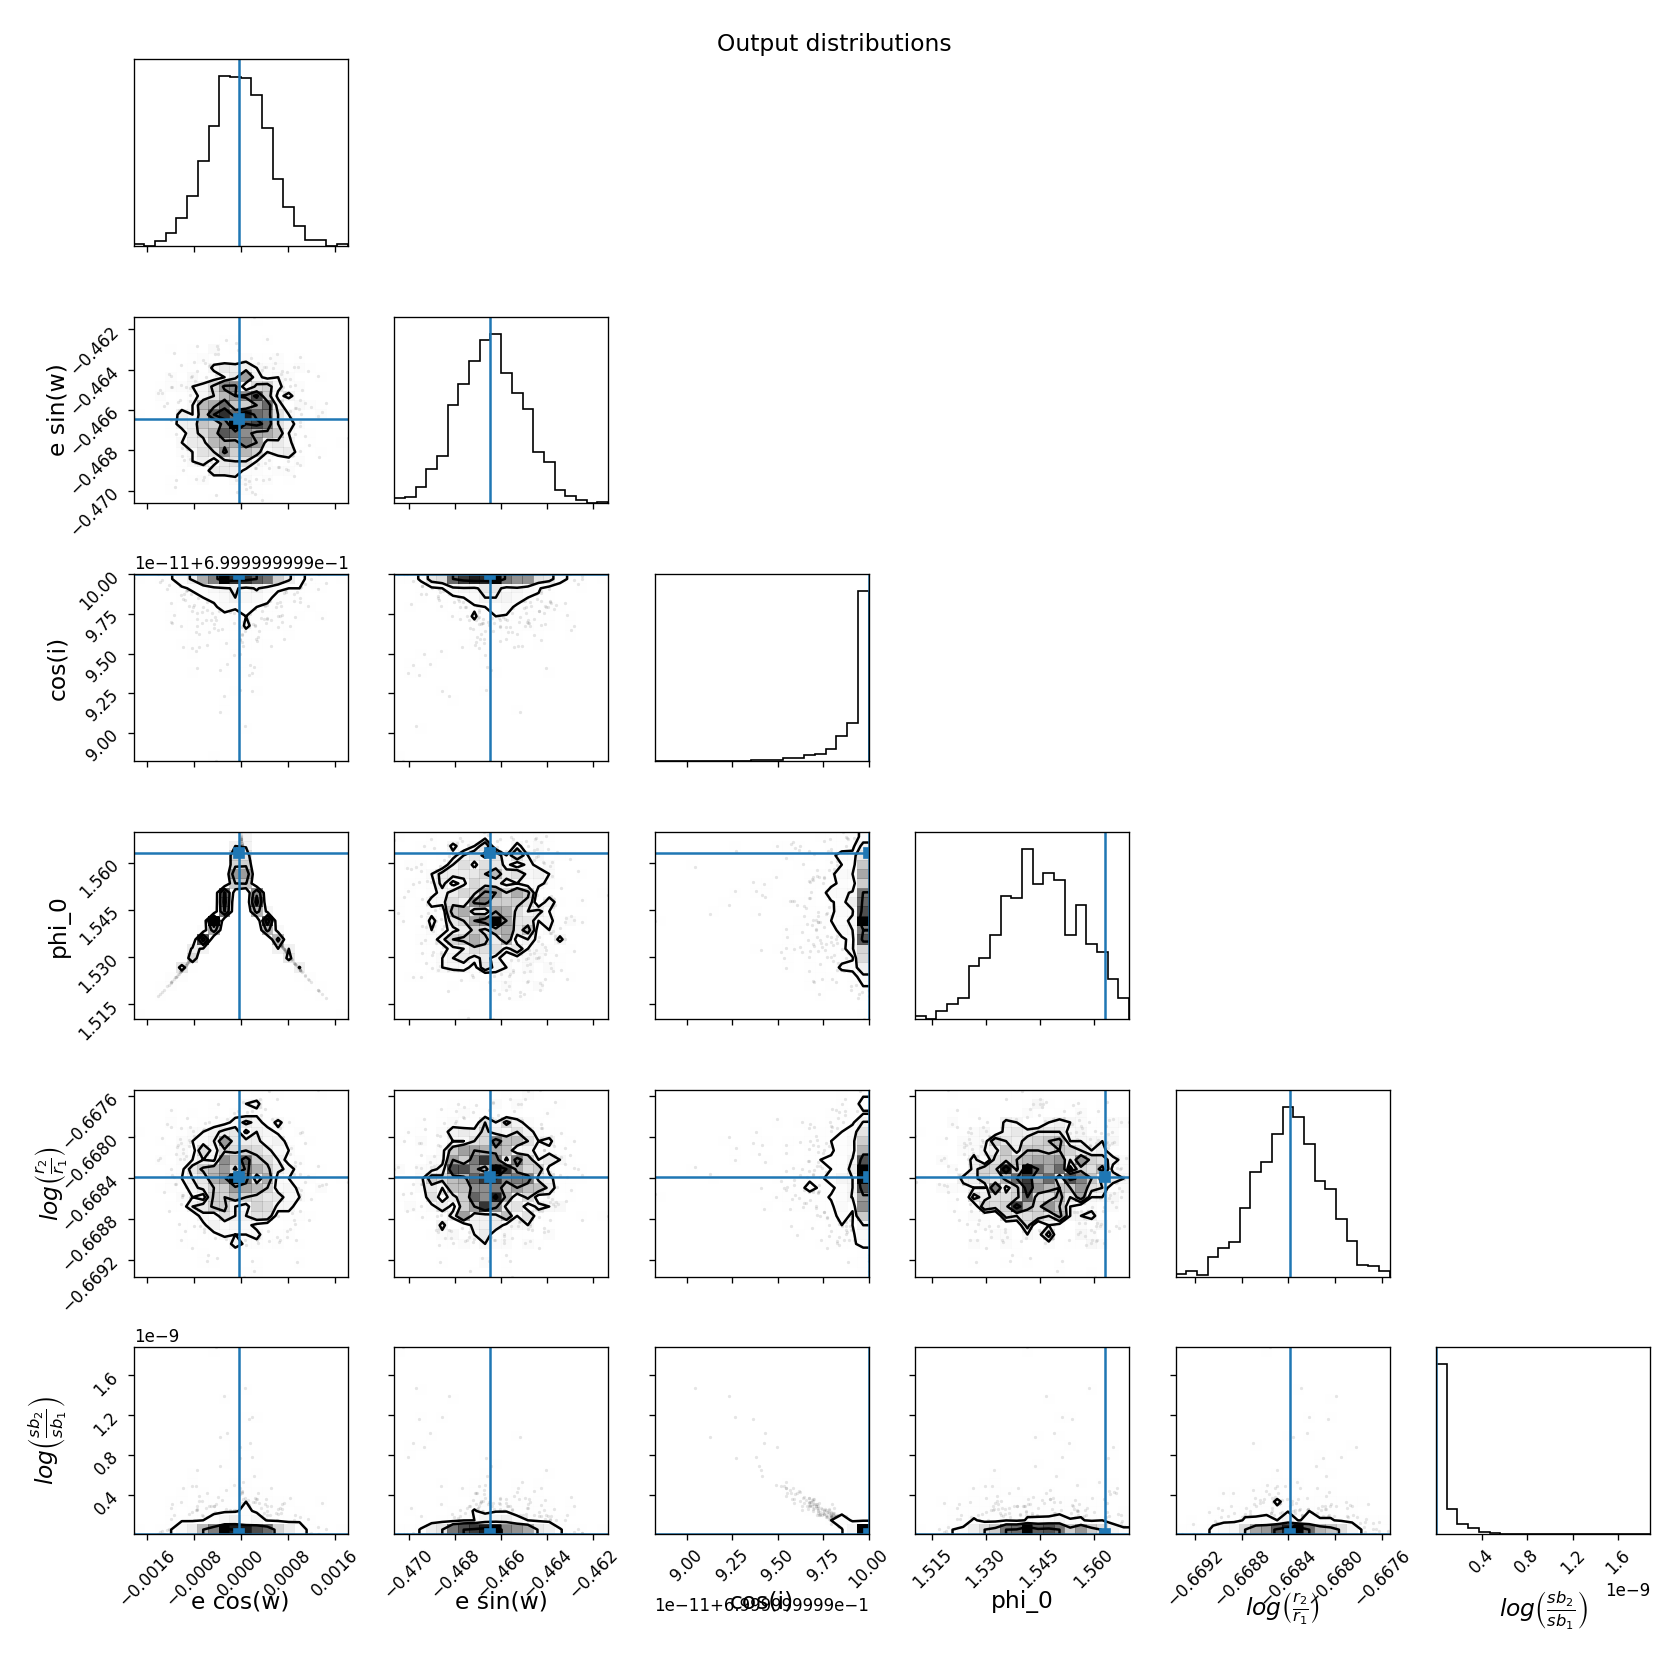 Output distributions
−0.462
−0.464
−0.466
−0.468
−0.470
e sin(w)
1e−11+6.999999999e−1
10.00
9.75
9.50
9.25
9.00
cos(i)
1.560
1.545
1.530
1.515
phi_0
−0.6676
−0.6680
−0.6684
−0.6688
−0.6692
log(r2/r1)
1e−9
1.6
1.2
0.8
0.4
log(sb2/sb1)
−0.0016 −0.0008 −0.0000 0.0008 0.0016
e cos(w)
−0.470 −0.468 −0.466 −0.464 −0.462
e sin(w)
9.00 9.25 9.50 9.75 10.00
cos(i)
1e−11+6.999999999e−1
1.515 1.530 1.545 1.560
phi_0
−0.6692 −0.6688 −0.6684 −0.6680 −0.6676
log(r2/r1)
0.4 0.8 1.2 1.6
1e−9
log(sb2/sb1)